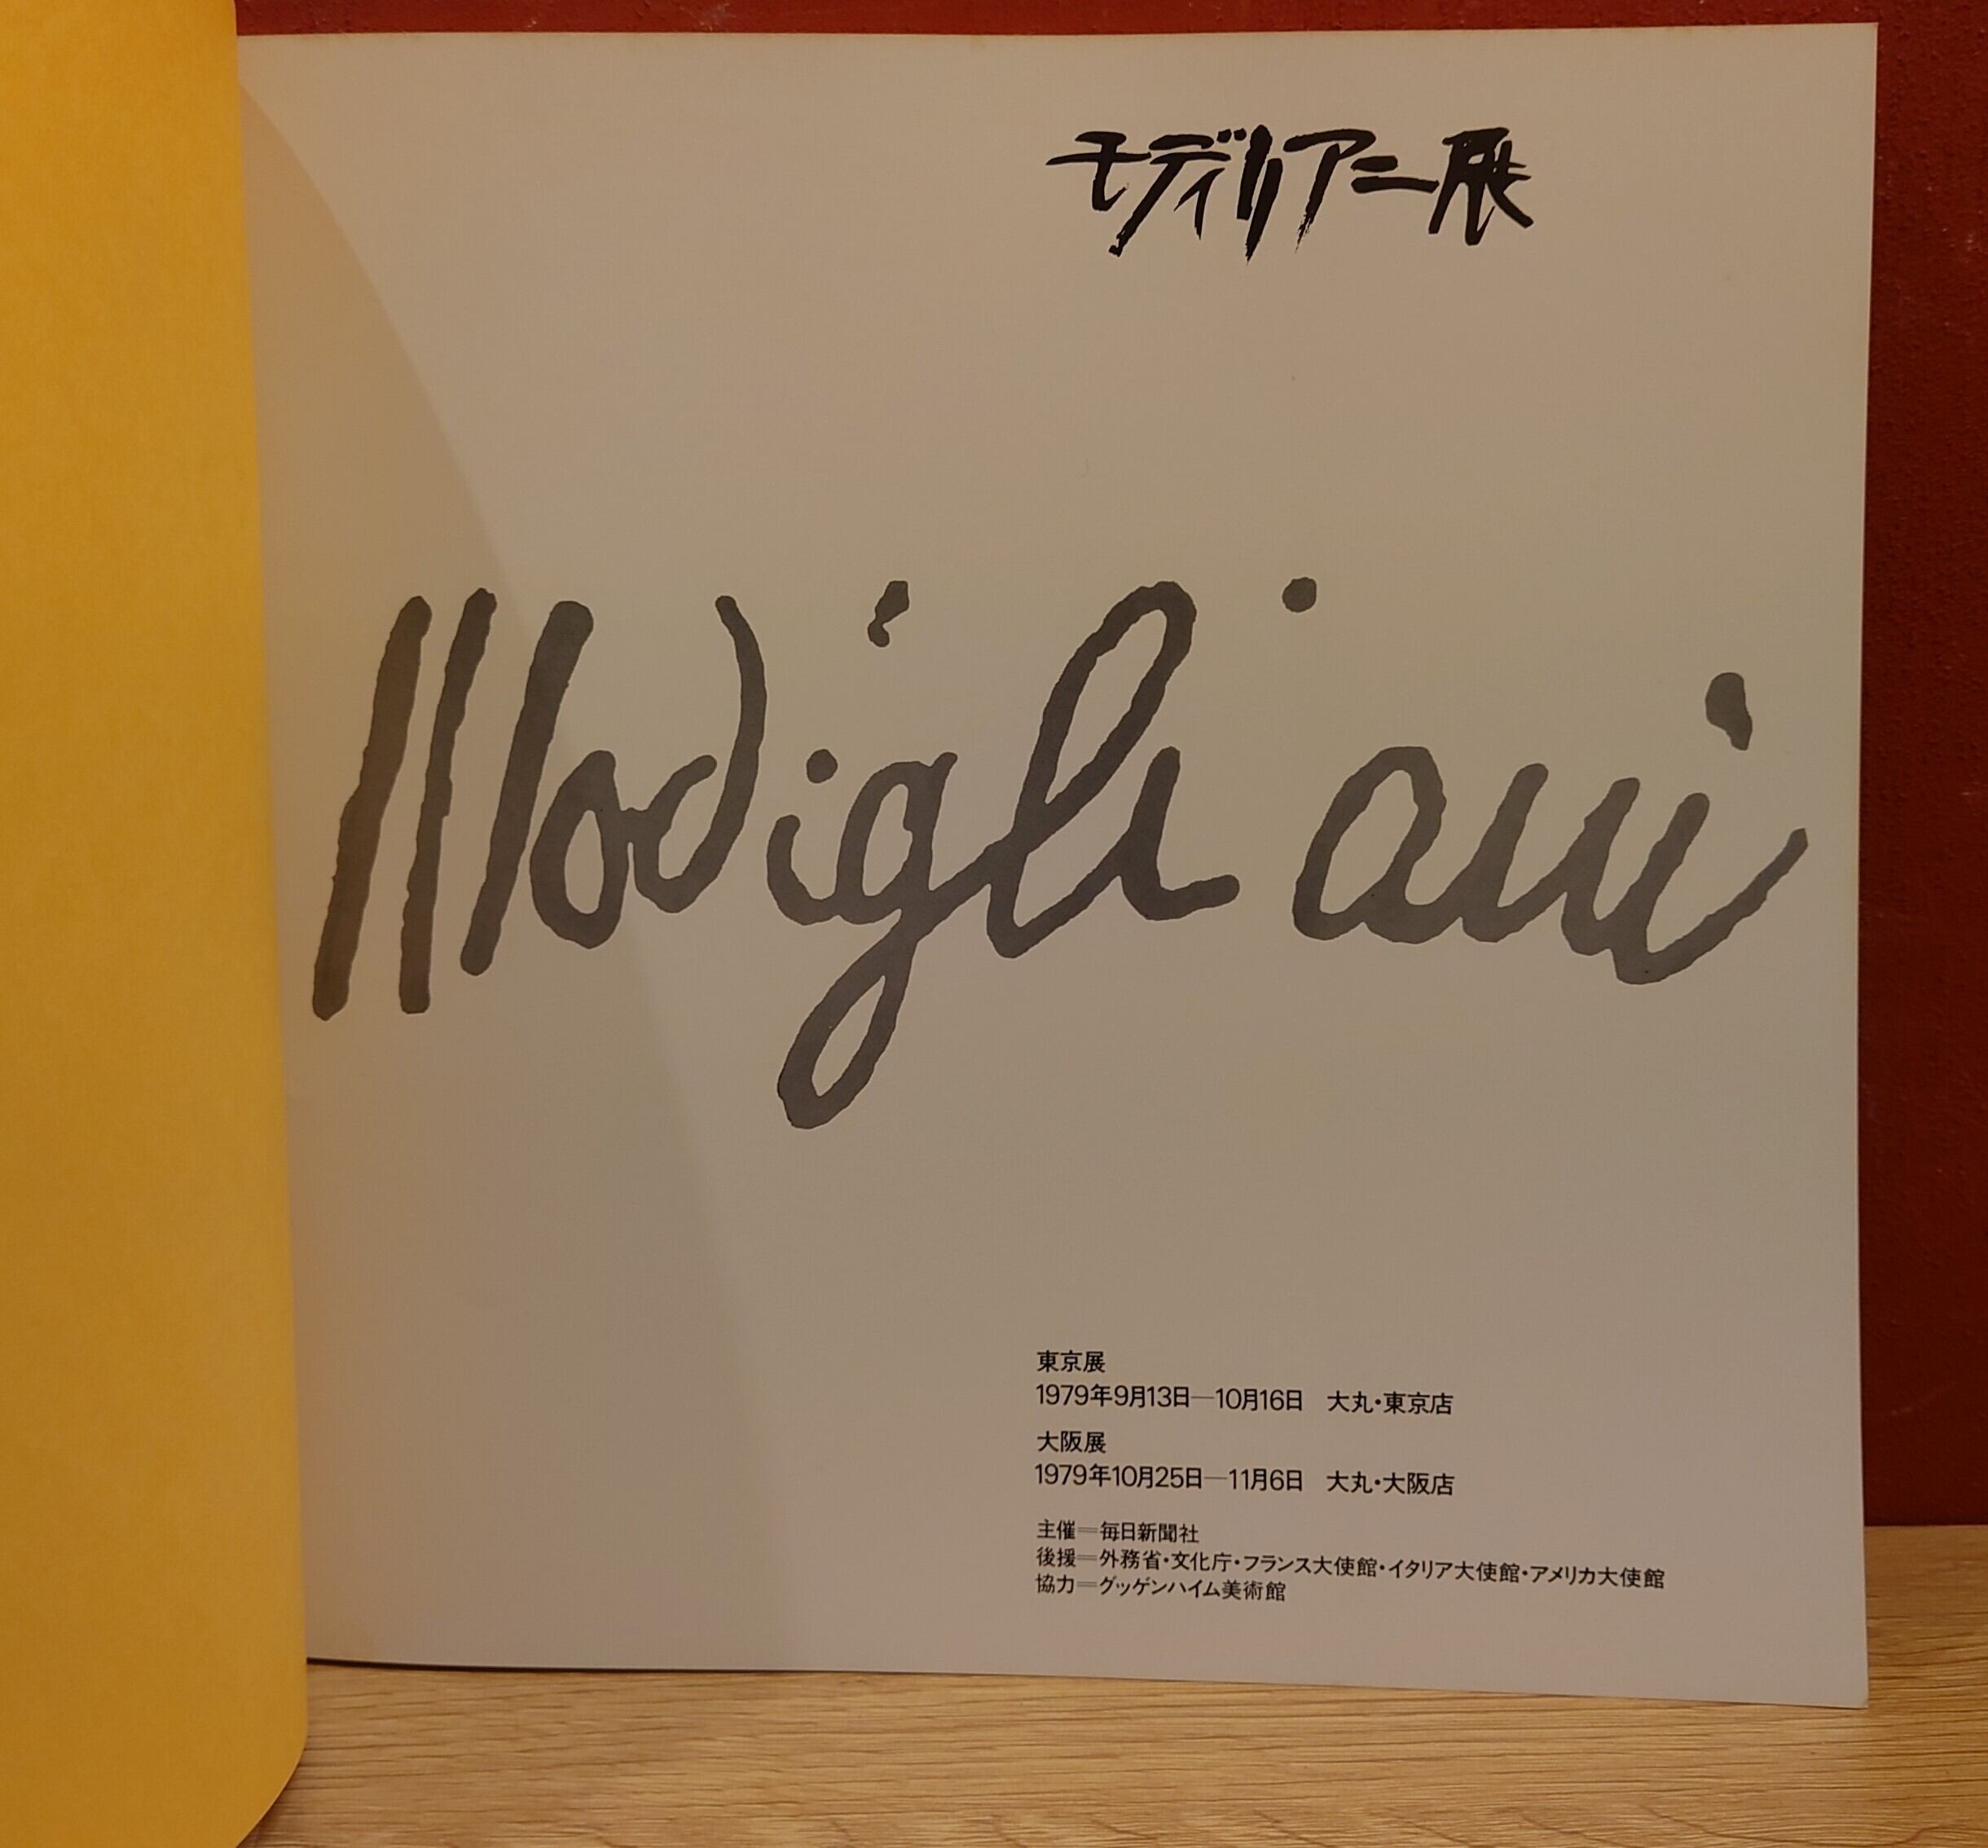 モディリアーニ展
Modigliani
東京展
1979年9月13日—10月16日　大丸・東京店
大阪展
1979年10月25日—11月6日　大丸・大阪店
主催＝毎日新聞社
後援＝外務省・文化庁・フランス大使館・イタリア大使館・アメリカ大使館
協力＝グッゲンハイム美術館